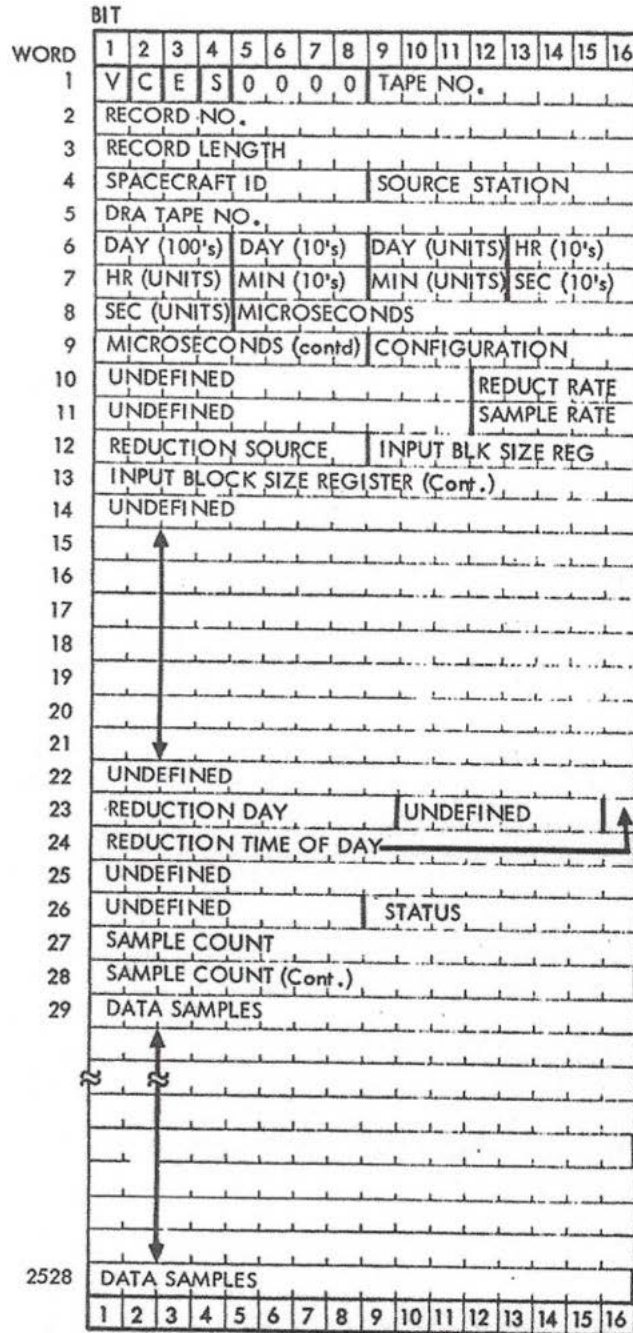 BIT
WORD 1 2 3 4 5 6 7 8 9 10 11 12 13 14 15 16
1 V C E S 0 0 0 0 TAPE NO.
2 RECORD NO.
3 RECORD LENGTH
4 SPACECRAFT ID SOURCE STATION
5 DRA TAPE NO.
6 DAY (100's) DAY (10's) DAY (UNITS) HR (10's)
7 HR (UNITS) MIN (10's) MIN (UNITS) SEC (10's)
8 SEC (UNITS) MICROSECONDS
9 MICROSECONDS (contd) CONFIGURATION
10 UNDEFINED REDUCT RATE
11 UNDEFINED SAMPLE RATE
12 REDUCTION SOURCE INPUT BLK SIZE REG
13 INPUT BLOCK SIZE REGISTER (Cont.)
14 UNDEFINED
15
16
17
18
19
20
21
22 UNDEFINED
23 REDUCTION DAY UNDEFINED
24 REDUCTION TIME OF DAY
25 UNDEFINED
26 UNDEFINED STATUS
27 SAMPLE COUNT
28 SAMPLE COUNT (Cont.)
29 DATA SAMPLES
2528 DATA SAMPLES
1 2 3 4 5 6 7 8 9 10 11 12 13 14 15 16